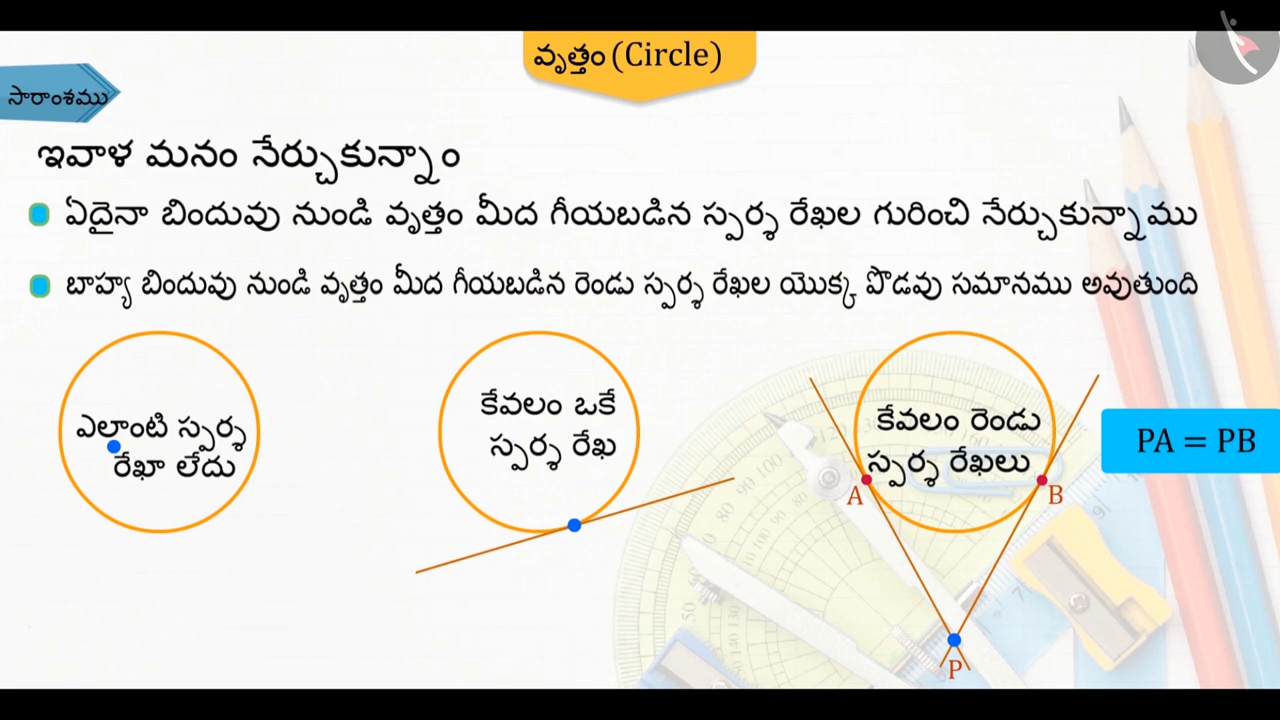 వృత్తం (Circle)
సారాంశము
ఇవాళ మనం నేర్చుకున్నాం
ఏదైనా బిందువు నుండి వృత్తం మీద గీయబడిన స్పర్శ రేఖల గురించి నేర్చుకున్నాము
బాహ్య బిందువు నుండి వృత్తం మీద గీయబడిన రెండు స్పర్శ రేఖల యొక్క పొడవు సమానము అవుతుంది
ఎలాంటి స్పర్శ
రేఖా లేదు
కేవలం ఒకే
స్పర్శ రేఖ
కేవలం రెండు
స్పర్శ రేఖలు
A
B
P
PA = PB